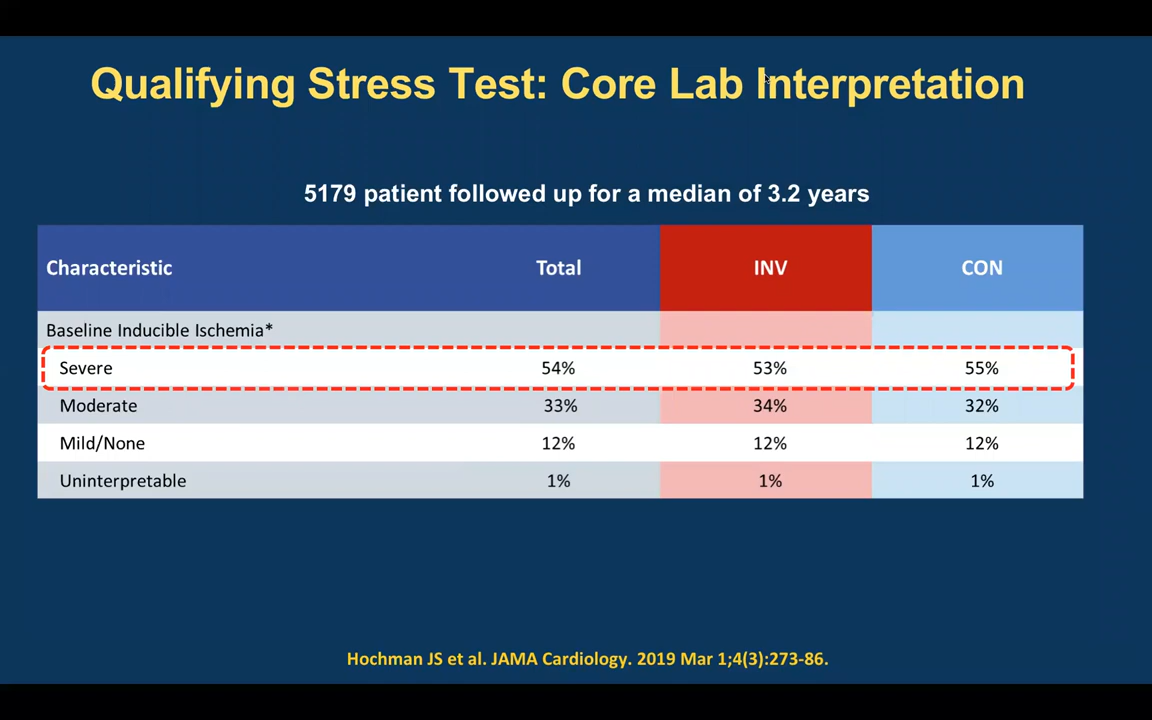 Qualifying Stress Test: Core Lab Interpretation
5179 patient followed up for a median of 3.2 years
Characteristic Total INV CON
Baseline Inducible Ischemia*
Severe 54% 53% 55%
Moderate 33% 34% 32%
Mild/None 12% 12% 12%
Uninterpretable 1% 1% 1%
Hochman JS et al. JAMA Cardiology. 2019 Mar 1;4(3):273-86.